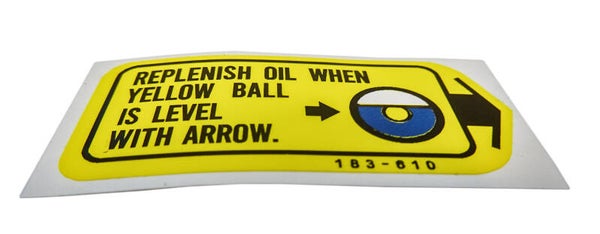 REPLENISH OIL WHEN
YELLOW BALL
IS LEVEL
WITH ARROW.
183-610